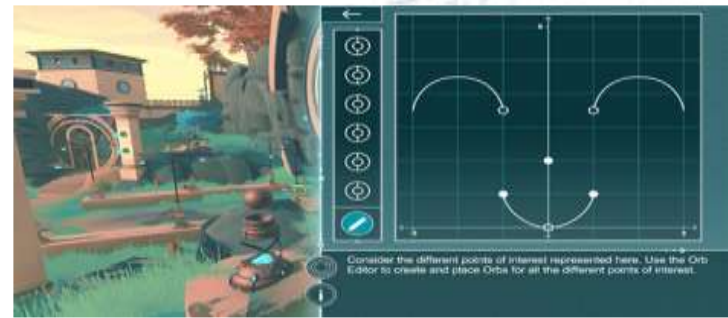 Consider the different points of interest represented here. Use the Orb
Editor to create and place Orbs for all the different points of interest.